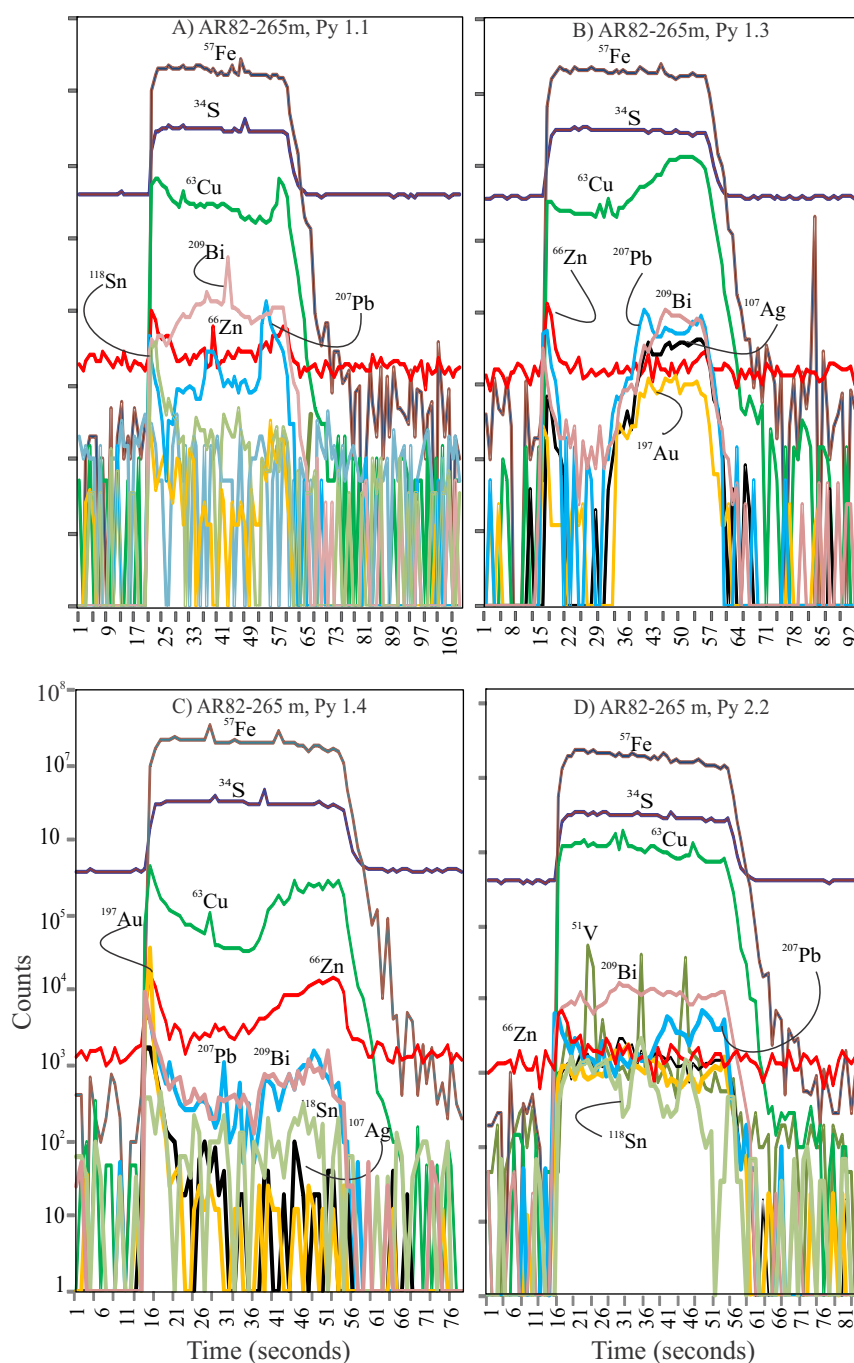 A) AR82-265m, Py 1.1
⁵⁷Fe
³⁴S
⁶³Cu
²⁰⁹Bi
¹¹⁸Sn
⁶⁶Zn
²⁰⁷Pb
1 9 17 25 33 41 49 57 65 73 81 89 97 105
B) AR82-265m, Py 1.3
⁵⁷Fe
³⁴S
⁶³Cu
⁶⁶Zn
²⁰⁷Pb
²⁰⁹Bi
¹⁰⁷Ag
¹⁹⁷Au
1 8 15 22 29 36 43 50 57 64 71 78 85 92
Counts
10⁸
10⁷
10
10⁵
10⁴
10³
10²
10
1
C) AR82-265 m, Py 1.4
⁵⁷Fe
³⁴S
⁶³Cu
¹⁹⁷Au
⁶⁶Zn
²⁰⁷Pb
²⁰⁹Bi
¹¹⁸Sn
¹⁰⁷Ag
1 6 16 21 26 31 36 41 46 51 56 61 66 71 76
Time (seconds)
D) AR82-265 m, Py 2.2
⁵⁷Fe
³⁴S
⁶³Cu
⁵¹V
²⁰⁹Bi
²⁰⁷Pb
⁶⁶Zn
¹¹⁸Sn
1 6 11 16 21 26 31 36 41 46 51 56 61 66 71 76 81
Time (seconds)